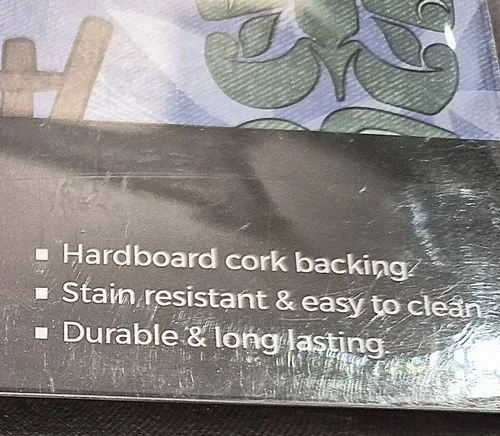 ▪ Hardboard cork backing.
▪ Stain resistant & easy to clean
▪ Durable & long lasting